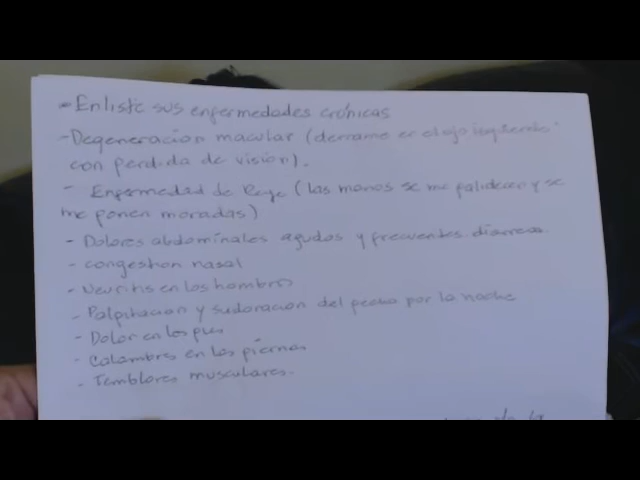 - Enliste sus enfermedades crónicas
- Degeneración macular (derrame en el ojo izquierdo
con perdida de visión).
- Enfermedad de Raye (las manos se me palidecen y se
me ponen moradas)
- Dolores abdominales agudos y frecuentes diarreas
- congestion nasal
- Neuritis en los hombros
- Palpitacion y sudoracion del pecho por la noche
- Dolor en los pies
- Calambres en las piernas
- Temblores musculares.